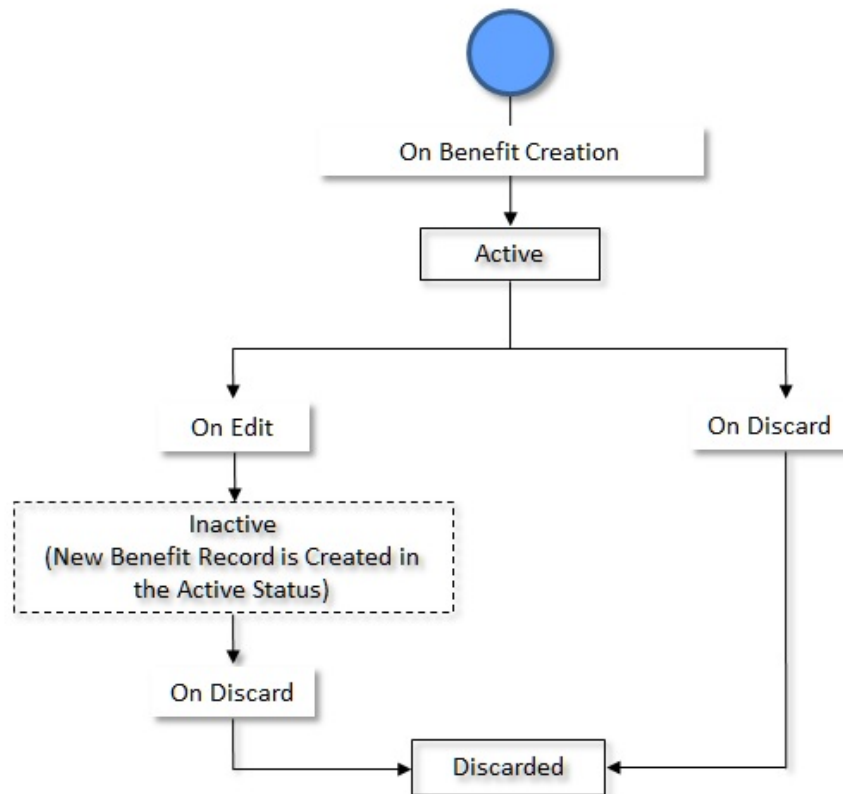 On Benefit Creation
Active
On Edit
On Discard
Inactive
(New Benefit Record is Created in
the Active Status)
On Discard
Discarded